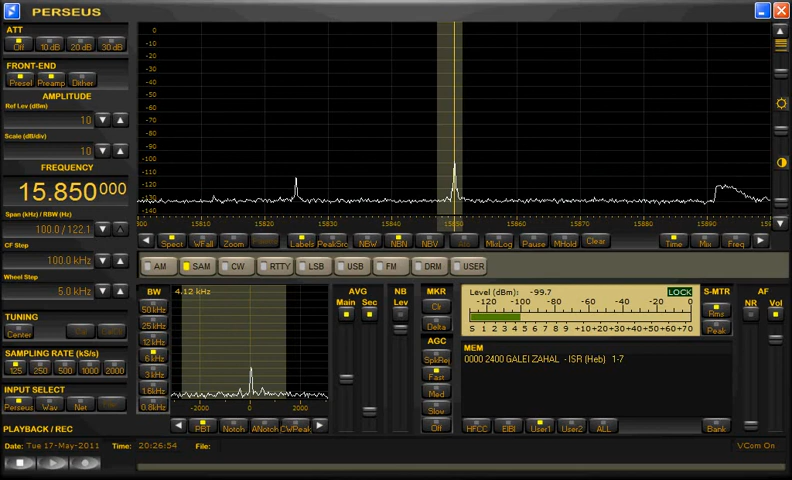 PERSEUS
ATT
Off 10 dB 20 dB 30 dB
FRONT-END
Presel Preamp Dither
AMPLITUDE
Ref Lev (dBm)
10
Scale (dB/div)
10
FREQUENCY
15.850000
Span (kHz) / RBW (Hz)
100.0 / 122.1
CF Step
100.0 kHz
Wheel Step
5.0 kHz
TUNING
Center
SAMPLING RATE (kS/s)
125 250 500 1000 2000
INPUT SELECT
Perseus Wav Net
PLAYBACK / REC
0
-10
-20
-30
-40
-50
-60
-70
-80
-90
-100
-110
-120
-130
-140
15810 15820 15830 15840 15850 15860 15870 15880 15890
Spect WFall Zoom Labels PeakSrc NBW NBN NBV MkrLog Pause MHold Clear Time Mix Freq
AM SAM CW RTTY LSB USB FM DRM USER
BW
50 kHz
25 kHz
12 kHz
6 kHz
3 kHz
1.6kHz
0.8kHz
4.12 kHz
-2000 0 2000
PBT Notch ANotch CWPeak
AVG
Main Sec
NB
Lev
MKR
Clr
Delta
AGC
SplkRej
Fast
Med
Slow
Off
Level (dBm): -99.7 LOCK
-120 -100 -80 -60 -40 -20 0
S 1 2 3 4 5 6 7 8 9 +10 +20 +30 +40 +50 +60 +70
S-MTR
Rms
Peak
AF
NR Vol
MEM
0000 2400 GALEI ZAHAL - ISR (Heb) 1-7
HFCC EIBI User1 User2 ALL Bank
Date: Tue 17-May-2011 Time: 20:26:54 File: VCom On